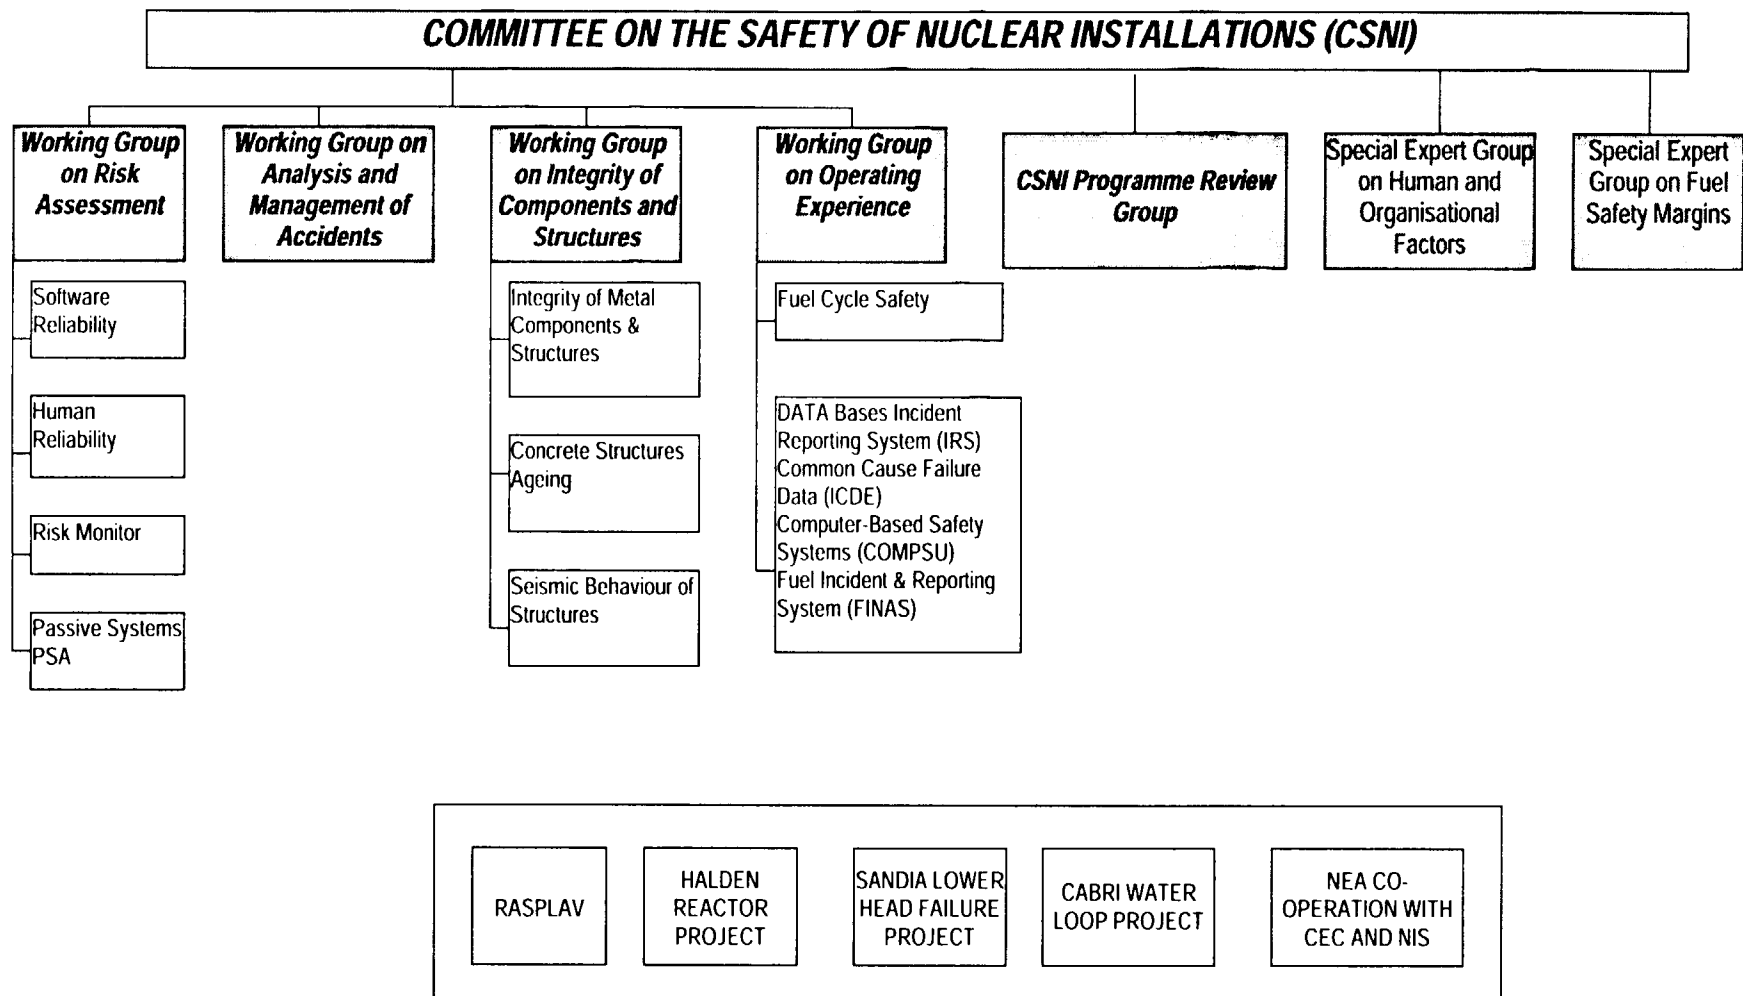 COMMITTEE ON THE SAFETY OF NUCLEAR INSTALLATIONS (CSNI)
Working Group
on Risk
Assessment
Working Group on
Analysis and
Management of
Accidents
Working Group
on Integrity of
Components and
Structures
Working Group
on Operating
Experience
CSNI Programme Review
Group
Special Expert Group
on Human and
Organisational
Factors
Special Expert
Group on Fuel
Safety Margins
Software
Reliability
Human
Reliability
Risk Monitor
Passive Systems
PSA
Integrity of Metal
Components &
Structures
Concrete Structures
Ageing
Seismic Behaviour of
Structures
Fuel Cycle Safety
DATA Bases Incident
Reporting System (IRS)
Common Cause Failure
Data (ICDE)
Computer-Based Safety
Systems (COMPSU)
Fuel Incident & Reporting
System (FINAS)
RASPLAV
HALDEN
REACTOR
PROJECT
SANDIA LOWER
HEAD FAILURE
PROJECT
CABRI WATER
LOOP PROJECT
NEA CO-
OPERATION WITH
CEC AND NIS